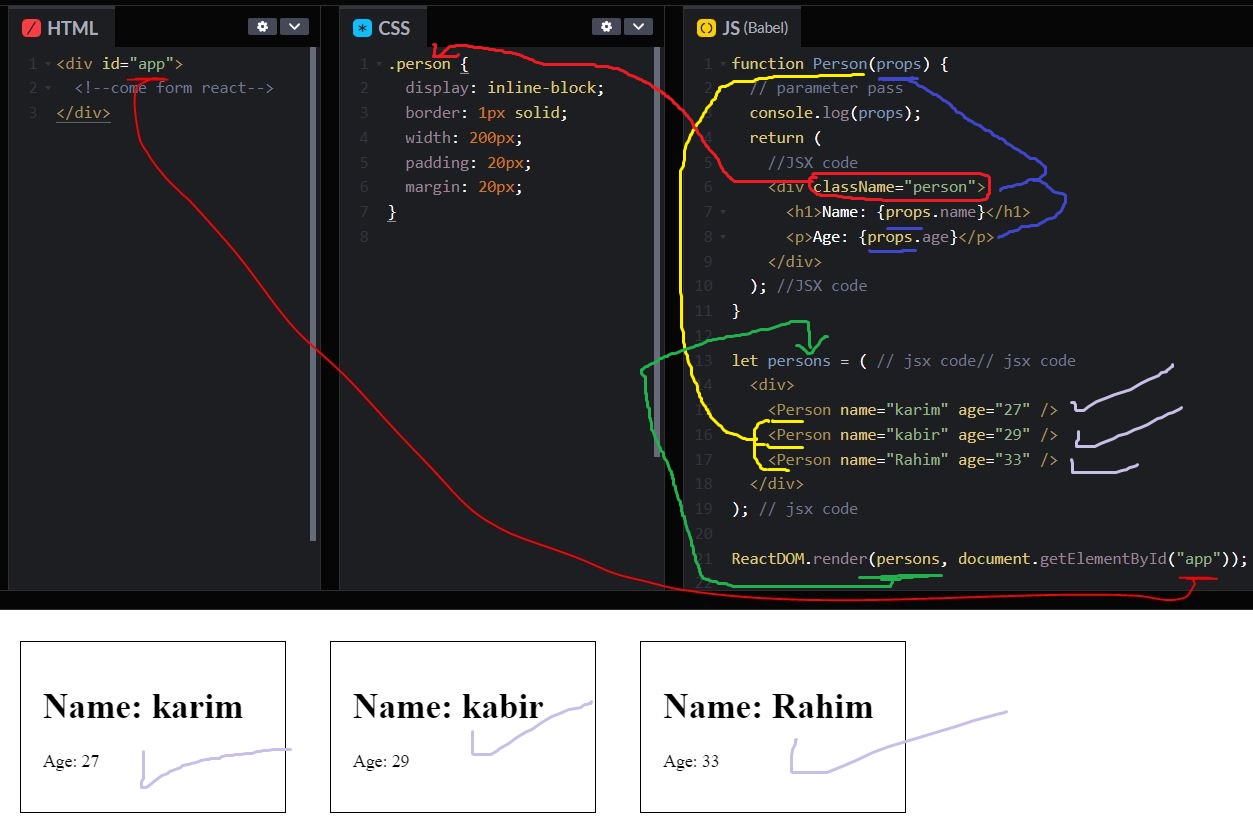 HTML
1 <div id="app">
2 <!--come form react-->
3 </div>
CSS
1 .person {
2 display: inline-block;
3 border: 1px solid;
4 width: 200px;
5 padding: 20px;
6 margin: 20px;
7 }
8
JS (Babel)
1 function Person(props) {
2 // parameter pass
3 console.log(props);
4 return (
5 //JSX code
6 <div className="person">
7 <h1>Name: {props.name}</h1>
8 <p>Age: {props.age}</p>
9 </div>
10 ); //JSX code
11 }
12
13 let persons = ( // jsx code// jsx code
14 <div>
15 <Person name="karim" age="27" />
16 <Person name="kabir" age="29" />
17 <Person name="Rahim" age="33" />
18 </div>
19 ); // jsx code
20
21 ReactDOM.render(persons, document.getElementById("app"));
22
Name: karim
Age: 27
Name: kabir
Age: 29
Name: Rahim
Age: 33